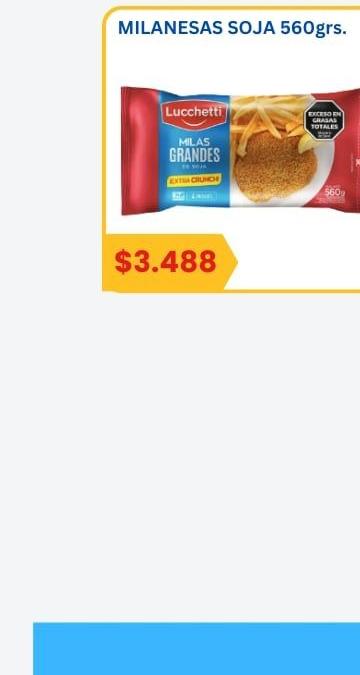 MILANESAS SOJA 560grs.
Lucchetti
MILAS
GRANDES
DE SOJA
EXTRA CRUNCH
EXCESO EN
GRASAS
TOTALES
560g
$3.488